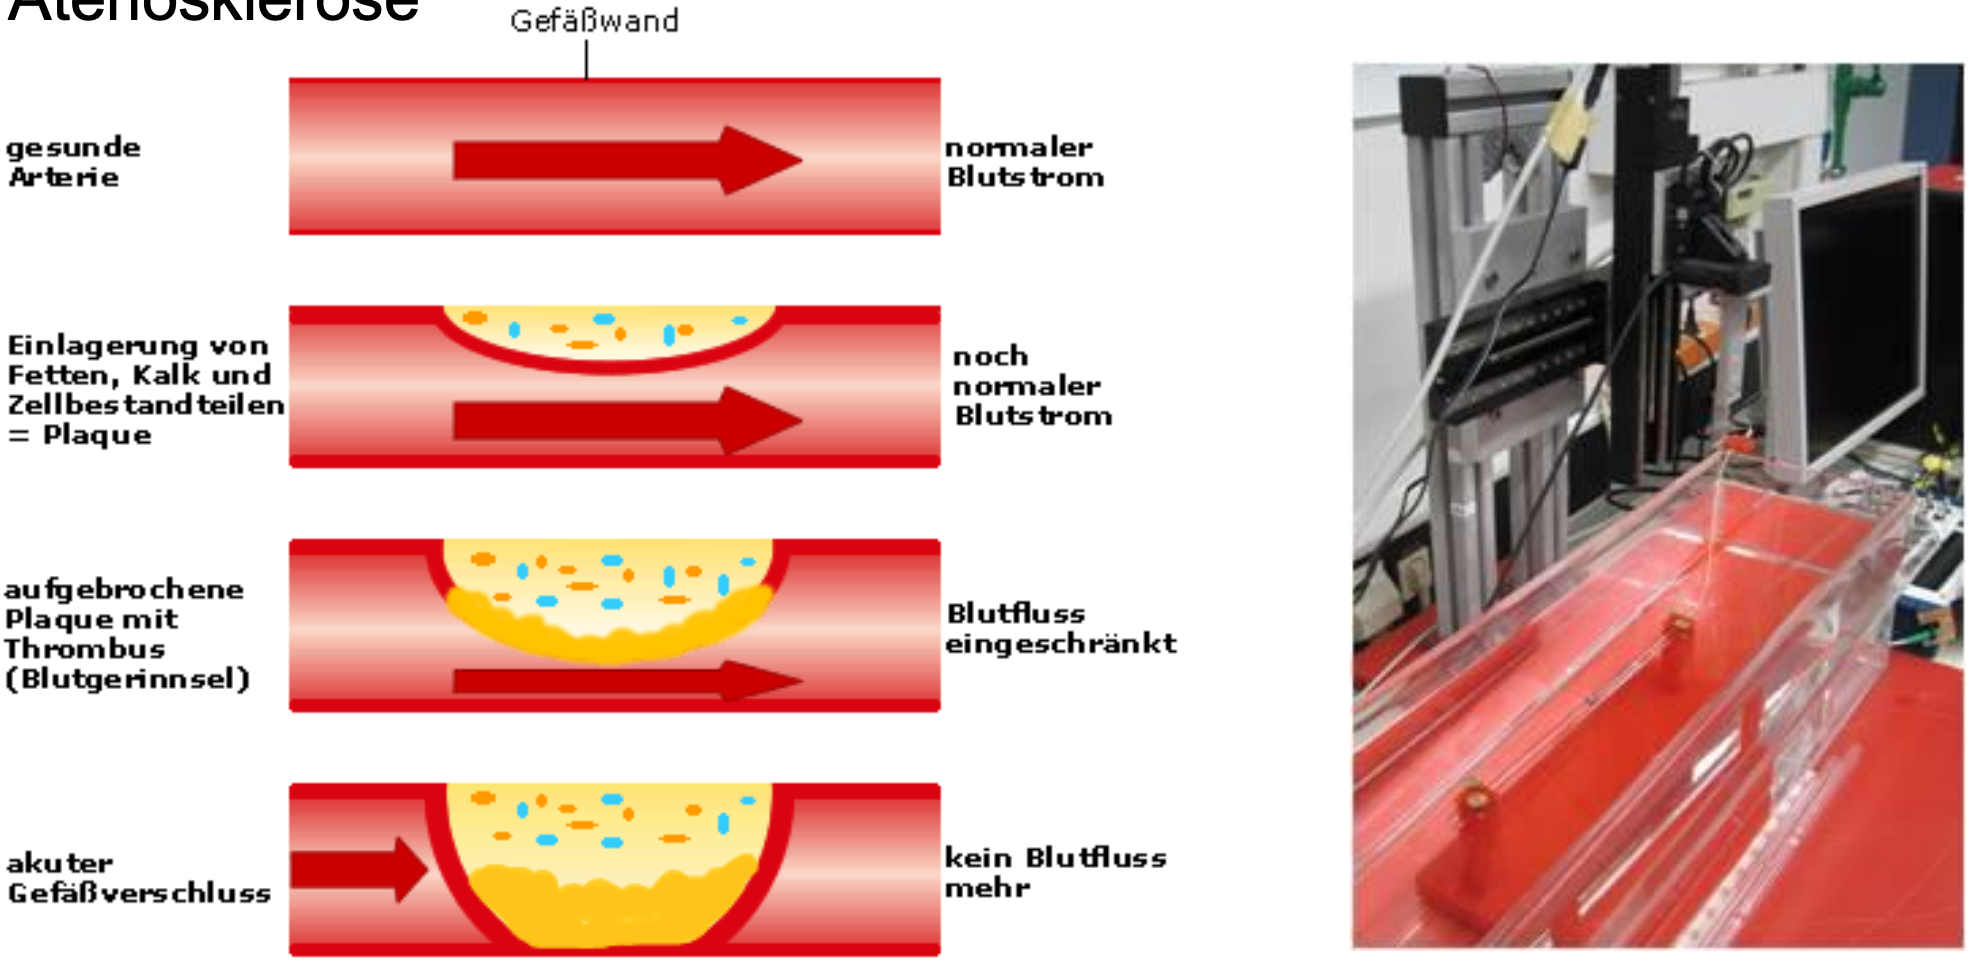 Atenosklerose
Gefäßwand
gesunde
Arterie
normaler
Blutstrom
Einlagerung von
Fetten, Kalk und
Zellbestandteilen
= Plaque
noch
normaler
Blutstrom
aufgebrochene
Plaque mit
Thrombus
(Blutgerinnsel)
Blutfluss
eingeschränkt
akuter
Gefäßverschluss
kein Blutfluss
mehr